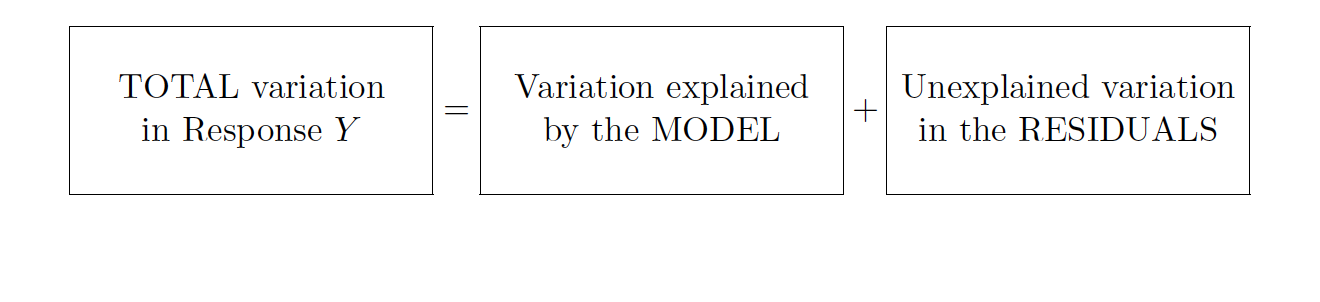 TOTAL variation
in Response Y
=
Variation explained
by the MODEL
+
Unexplained variation
in the RESIDUALS